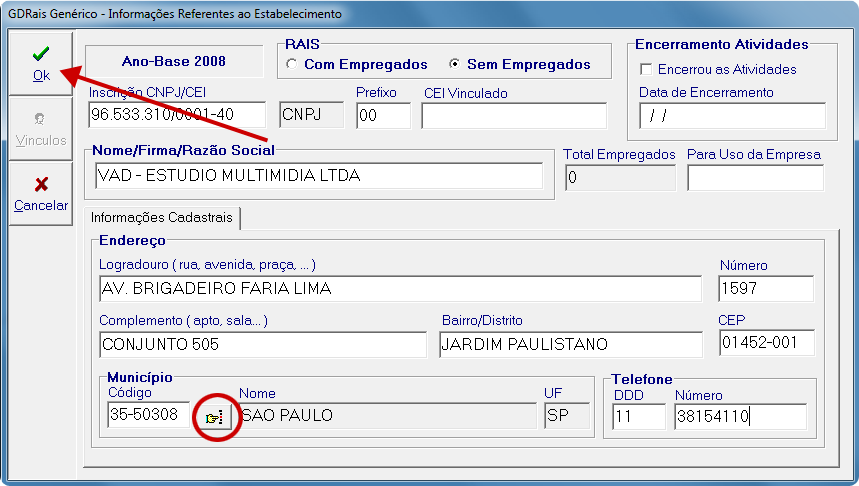 GDRais Genérico - Informações Referentes ao Estabelecimento
Ok
Vinculos
Cancelar
Ano-Base 2008
RAIS
Com Empregados
Sem Empregados
Encerramento Atividades
Encerrou as Atividades
Data de Encerramento
/ /
Inscrição CNPJ/CEI
96.533.310/0001-40
CNPJ
Prefixo
00
CEI Vinculado
Nome/Firma/Razão Social
VAD - ESTUDIO MULTIMIDIA LTDA
Total Empregados
0
Para Uso da Empresa
Informações Cadastrais
Endereço
Logradouro ( rua, avenida, praça, ... )
AV. BRIGADEIRO FARIA LIMA
Número
1597
Complemento ( apto, sala... )
CONJUNTO 505
Bairro/Distrito
JARDIM PAULISTANO
CEP
01452-001
Município
Código
35-50308
Nome
SAO PAULO
UF
SP
Telefone
DDD
11
Número
38154110